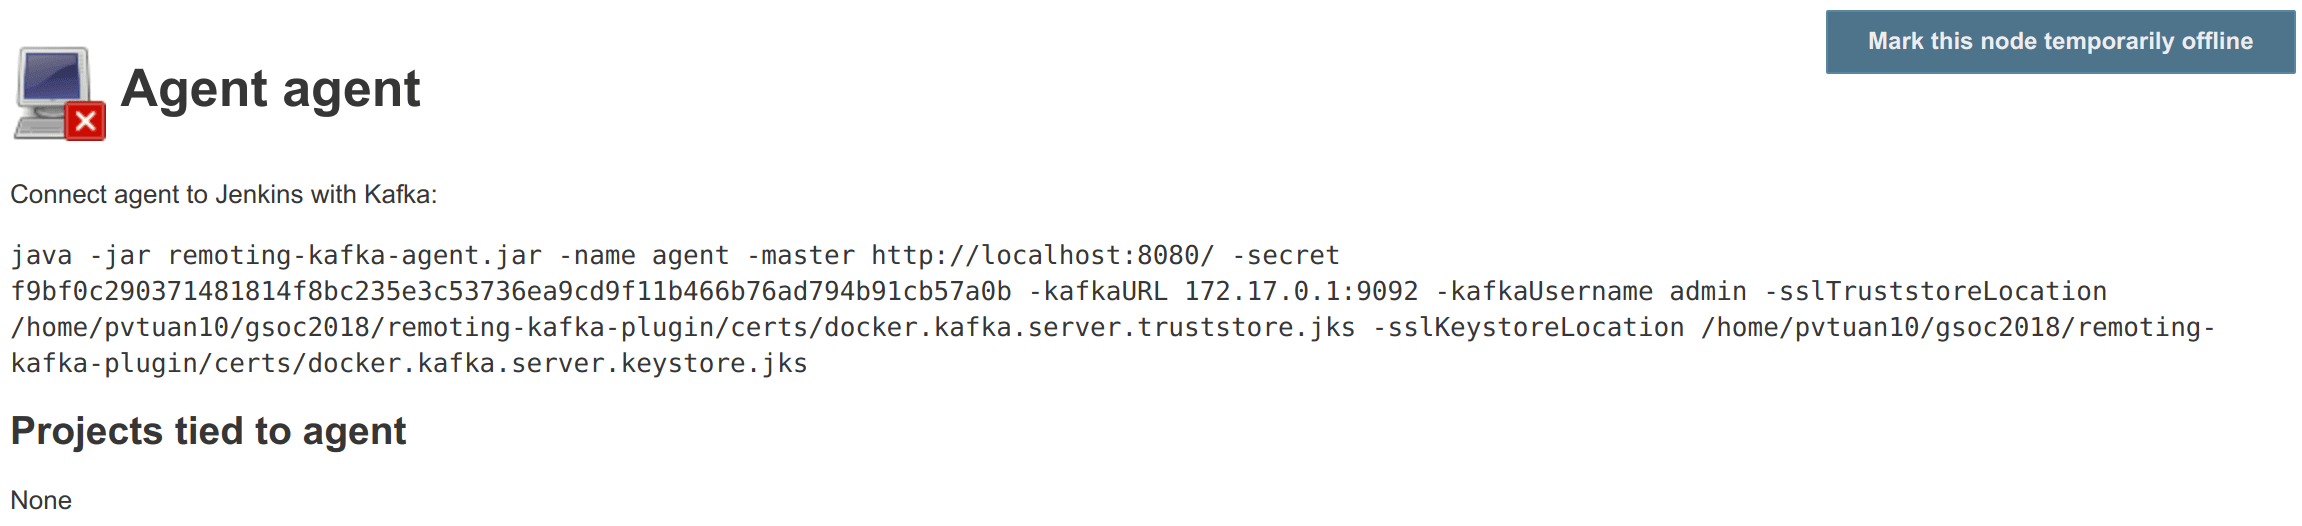 Mark this node temporarily offline
Agent agent
Connect agent to Jenkins with Kafka:
java -jar remoting-kafka-agent.jar -name agent -master http://localhost:8080/ -secret
f9bf0c290371481814f8bc235e3c53736ea9cd9f11b466b76ad794b91cb57a0b -kafkaURL 172.17.0.1:9092 -kafkaUsername admin -sslTruststoreLocation
/home/pvtuan10/gsoc2018/remoting-kafka-plugin/certs/docker.kafka.server.truststore.jks -sslKeystoreLocation /home/pvtuan10/gsoc2018/remoting-
kafka-plugin/certs/docker.kafka.server.keystore.jks
Projects tied to agent
None